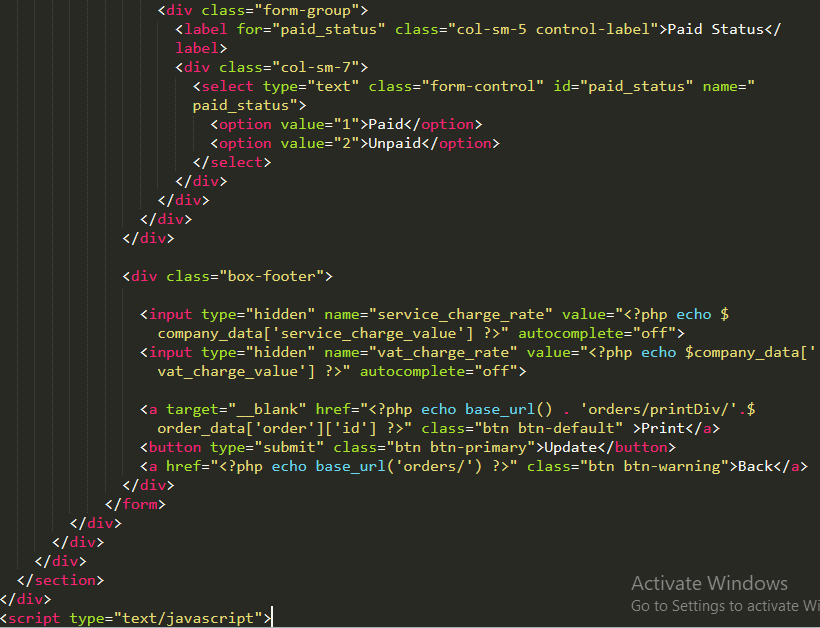 <div class="form-group">
<label for="paid_status" class="col-sm-5 control-label">Paid Status</
label>
<div class="col-sm-7">
<select type="text" class="form-control" id="paid_status" name="
paid_status">
<option value="1">Paid</option>
<option value="2">Unpaid</option>
</select>
</div>
</div>
</div>
</div>
<div class="box-footer">
<input type="hidden" name="service_charge_rate" value="<?php echo $
company_data['service_charge_value'] ?>" autocomplete="off">
<input type="hidden" name="vat_charge_rate" value="<?php echo $company_data['
vat_charge_value'] ?>" autocomplete="off">
<a target="__blank" href="<?php echo base_url() . 'orders/printDiv/'.$
order_data['order']['id'] ?>" class="btn btn-default" >Print</a>
<button type="submit" class="btn btn-primary">Update</button>
<a href="<?php echo base_url('orders/') ?>" class="btn btn-warning">Back</a>
</div>
</form>
</div>
</div>
</div>
</section>
</div>
<script type="text/javascript">
Activate Windows
Go to Settings to activate Wi